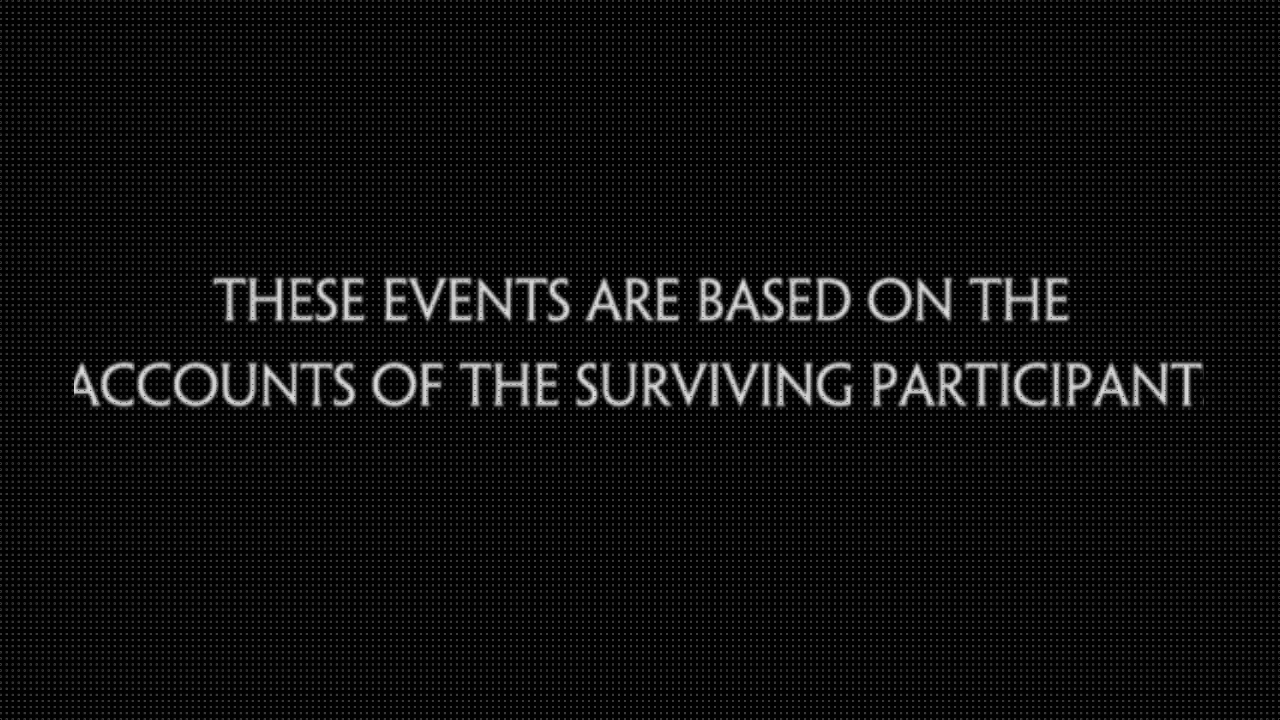 THESE EVENTS ARE BASED ON THE
ACCOUNTS OF THE SURVIVING PARTICIPANT